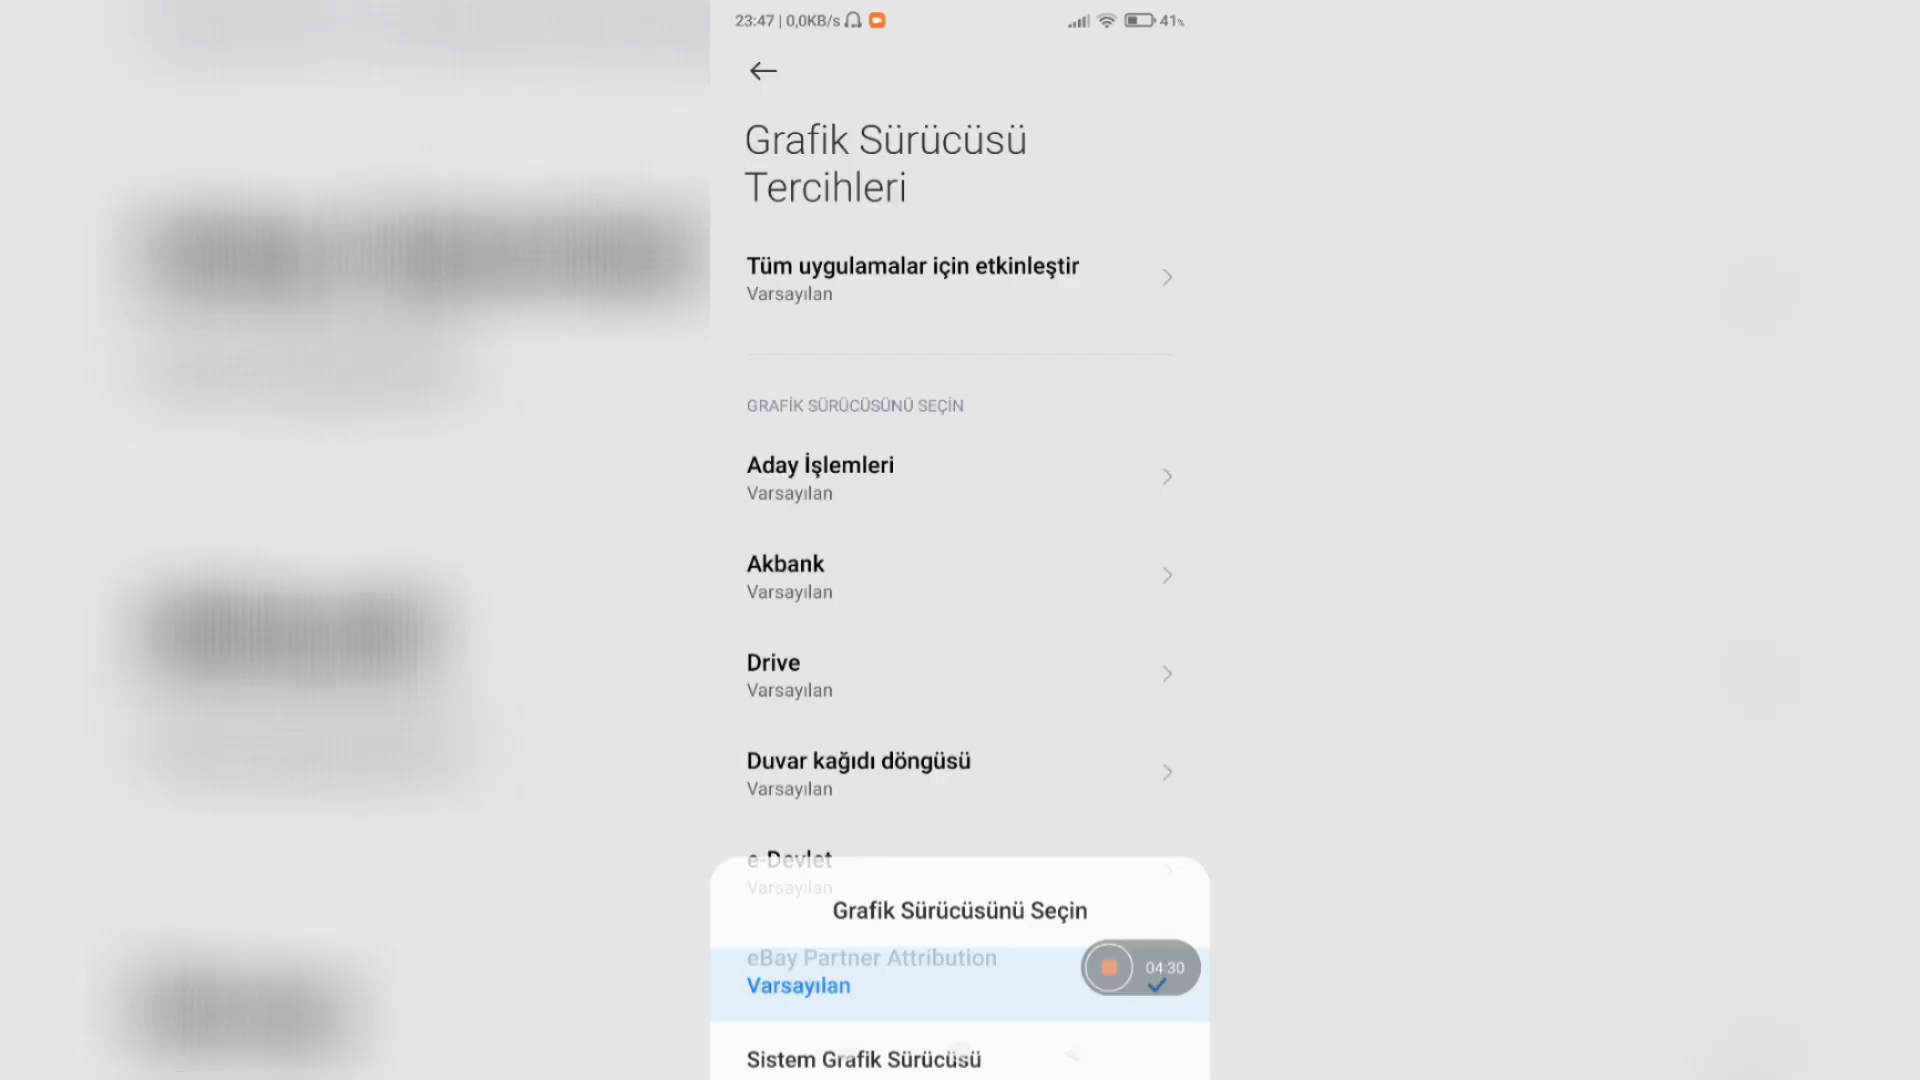 23:47 | 0,0KB/s
41%
Grafik Sürücüsü
Tercihleri
Tüm uygulamalar için etkinleştir
Varsayılan
GRAFİK SÜRÜCÜSÜNÜ SEÇİN
Aday İşlemleri
Varsayılan
Akbank
Varsayılan
Drive
Varsayılan
Duvar kağıdı döngüsü
Varsayılan
e-Devlet
Varsayılan
Grafik Sürücüsünü Seçin
eBay Partner Attribution
04:30
Varsayılan
Sistem Grafik Sürücüsü